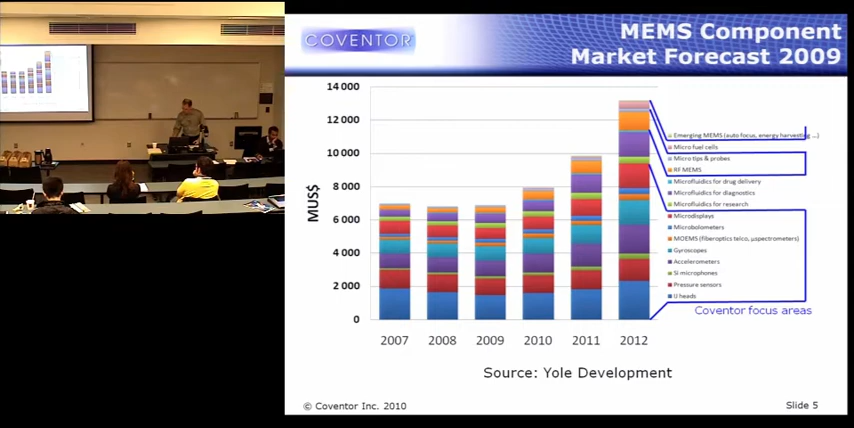 COVENTOR
MEMS Component
Market Forecast 2009
14 000
12 000
10 000
8 000
6 000
4 000
2 000
0
MUS$
2007 2008 2009 2010 2011 2012
Emerging MEMS (auto focus, energy harvesting ...)
Micro fuel cells
Micro tips & probes
RF MEMS
Microfluidics for drug delivery
Microfluidics for diagnostics
Microfluidics for research
Microdisplays
Microbolometers
MOEMS (fiberoptics telco, µspectrometers)
Gyroscopes
Accelerometers
Si microphones
Pressure sensors
IJ heads
Coventor focus areas
Source: Yole Development
© Coventor Inc. 2010
Slide 5